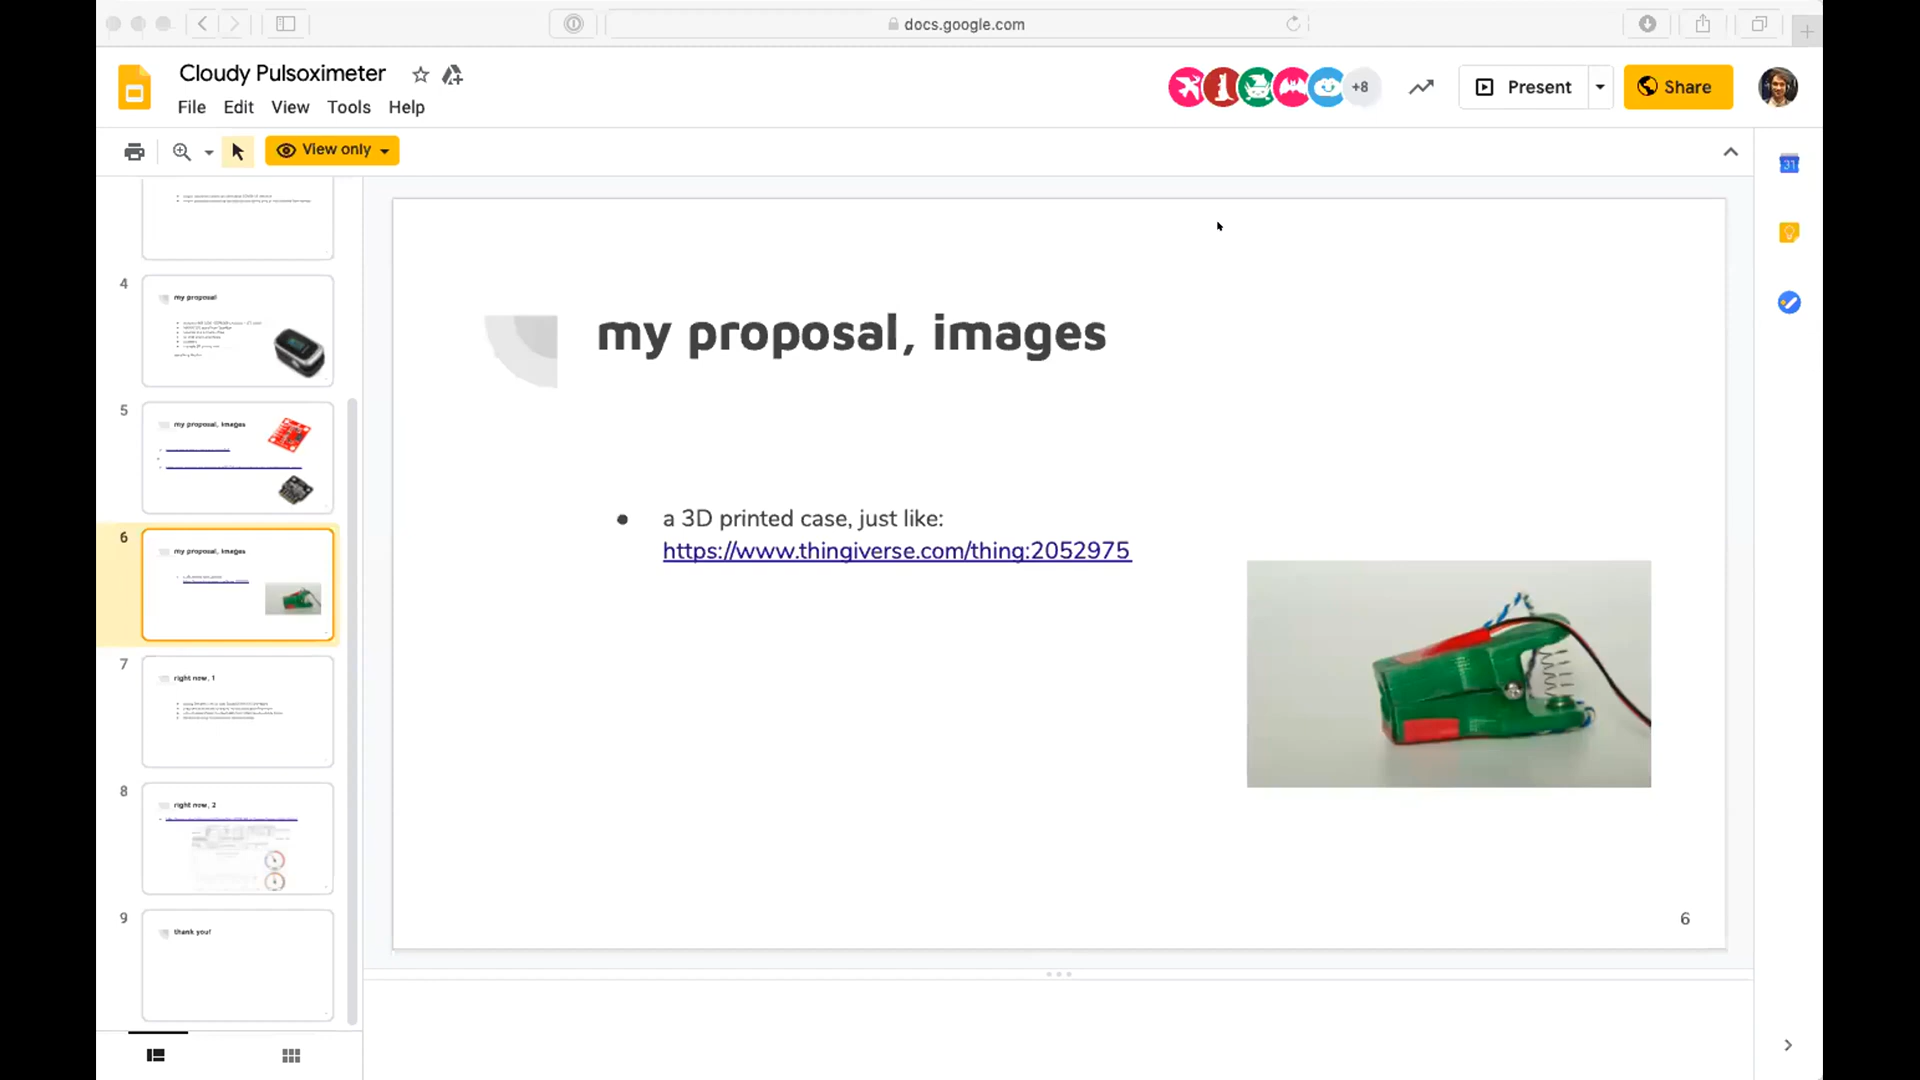 docs.google.com
Cloudy Pulsoximeter
+8
Present
Share
File Edit View Tools Help
View only
31
4
my proposal
5
my proposal, images
6
my proposal, images
7
right now, 1
8
right now, 2
9
thank you!
my proposal, images
● a 3D printed case, just like:
https://www.thingiverse.com/thing:2052975
6